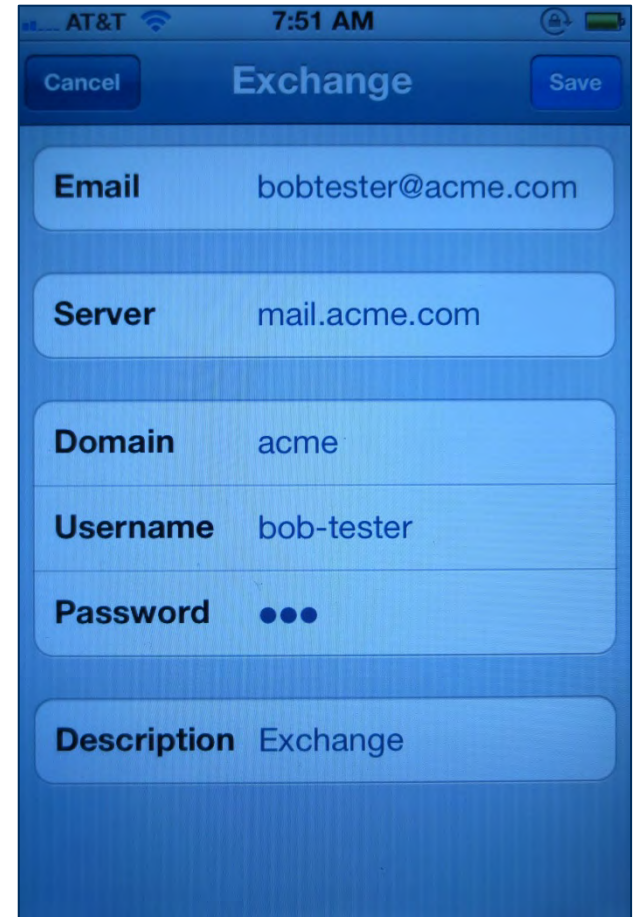 AT&T 7:51 AM
Cancel Exchange Save
Email bobtester@acme.com
Server mail.acme.com
Domain acme
Username bob-tester
Password ●●●
Description Exchange